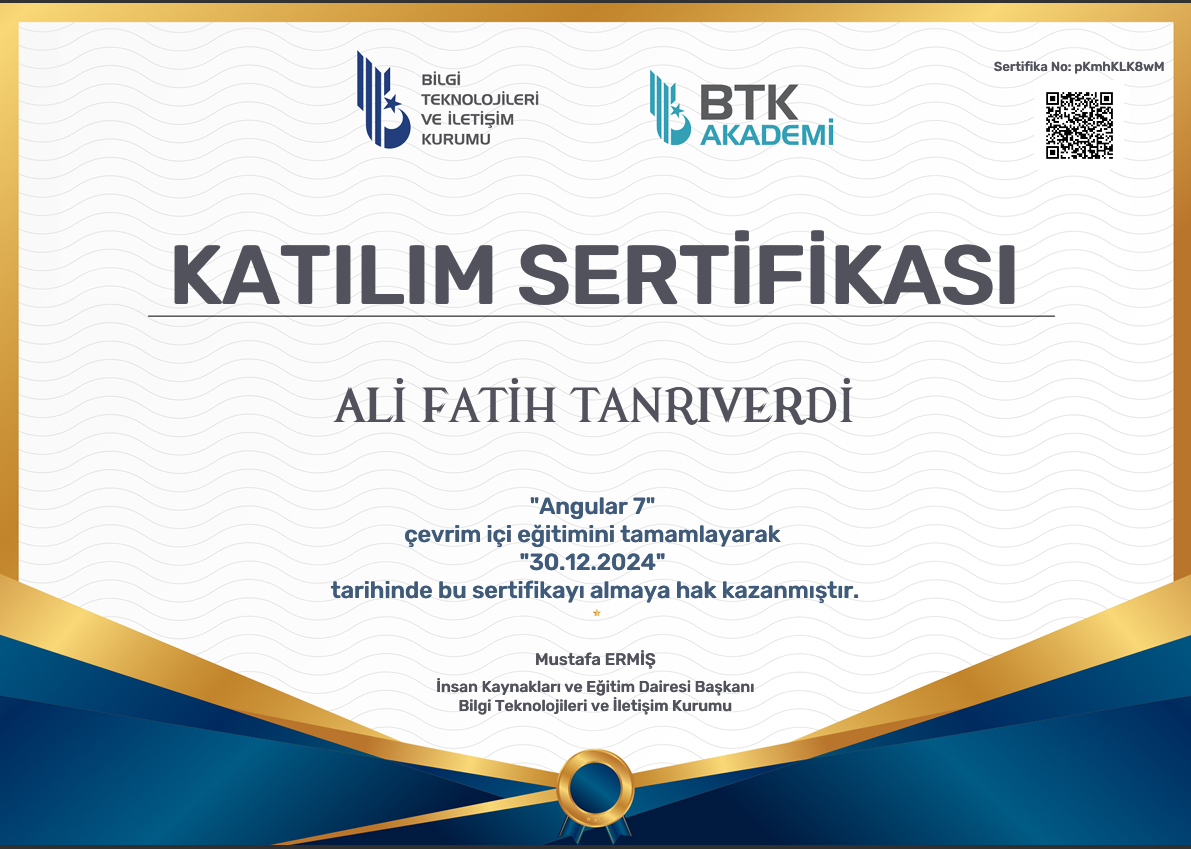 BİLGİ
TEKNOLOJİLERİ
VE İLETİŞİM
KURUMU
BTK
AKADEMİ
Sertifika No: pKmhKLK8wM
KATILIM SERTİFİKASI
ALİ FATİH TANRIVERDİ
"Angular 7"
çevrim içi eğitimini tamamlayarak
"30.12.2024"
tarihinde bu sertifikayı almaya hak kazanmıştır.
Mustafa ERMİŞ
İnsan Kaynakları ve Eğitim Dairesi Başkanı
Bilgi Teknolojileri ve İletişim Kurumu